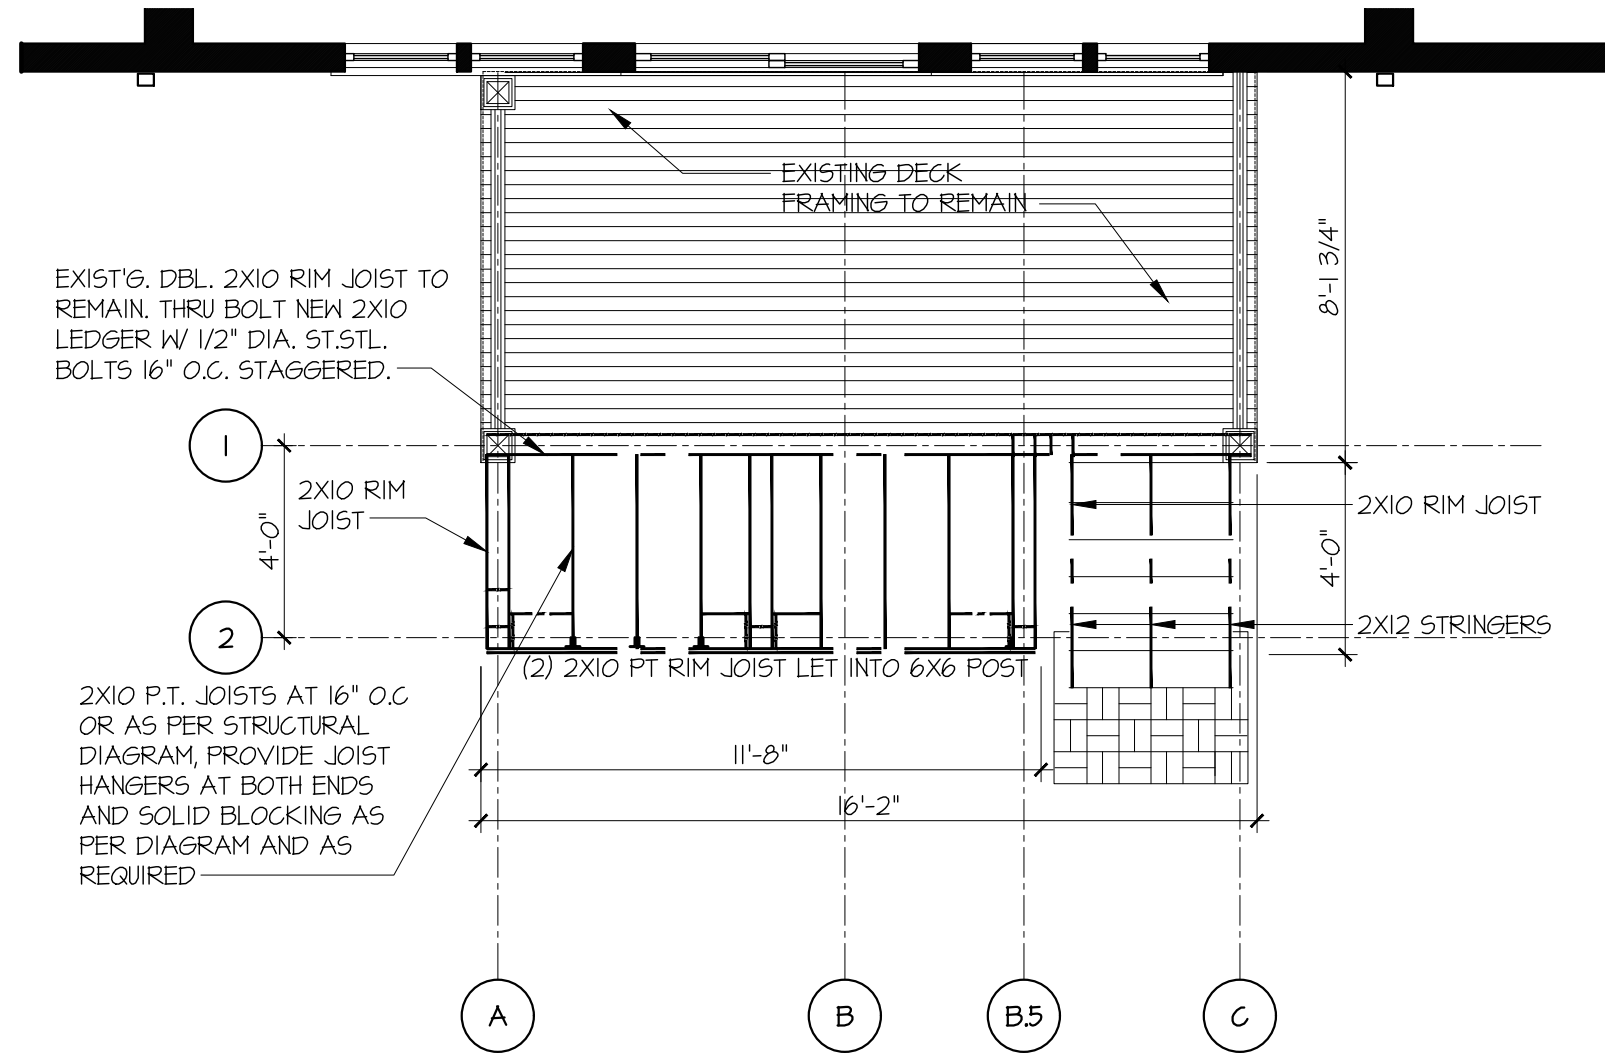 EXISTING DECK
FRAMING TO REMAIN
8'-1 3/4"
EXIST'G. DBL. 2X10 RIM JOIST TO
REMAIN. THRU BOLT NEW 2X10
LEDGER W/ 1/2" DIA. ST.STL.
BOLTS 16" O.C. STAGGERED.
1
2X10 RIM
JOIST
4'-0"
2X10 RIM JOIST
4'-0"
2
2X12 STRINGERS
(2) 2X10 PT RIM JOIST LET INTO 6X6 POST
2X10 P.T. JOISTS AT 16" O.C
OR AS PER STRUCTURAL
DIAGRAM, PROVIDE JOIST
HANGERS AT BOTH ENDS
AND SOLID BLOCKING AS
PER DIAGRAM AND AS
REQUIRED
11'-8"
16'-2"
A
B
B.5
C